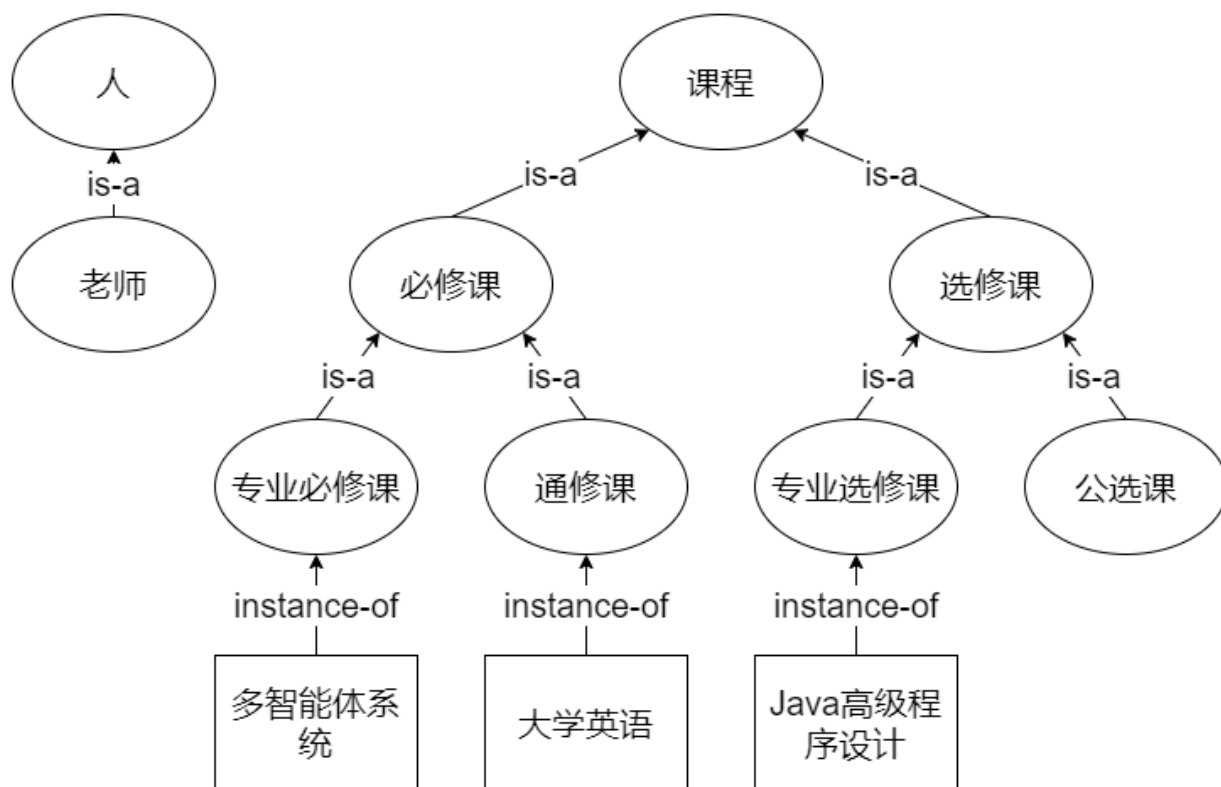 人
课程
is-a
is-a
is-a
老师
必修课
选修课
is-a
is-a
is-a
is-a
专业必修课
通修课
专业选修课
公选课
instance-of
instance-of
instance-of
多智能体系
统
大学英语
Java高级程
序设计